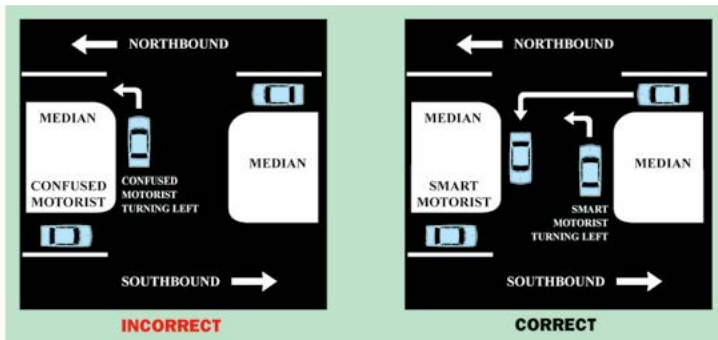 NORTHBOUND
MEDIAN
MEDIAN
CONFUSED
MOTORIST
CONFUSED
MOTORIST
TURNING LEFT
SOUTHBOUND
INCORRECT
NORTHBOUND
MEDIAN
MEDIAN
SMART
MOTORIST
SMART
MOTORIST
TURNING LEFT
SOUTHBOUND
CORRECT